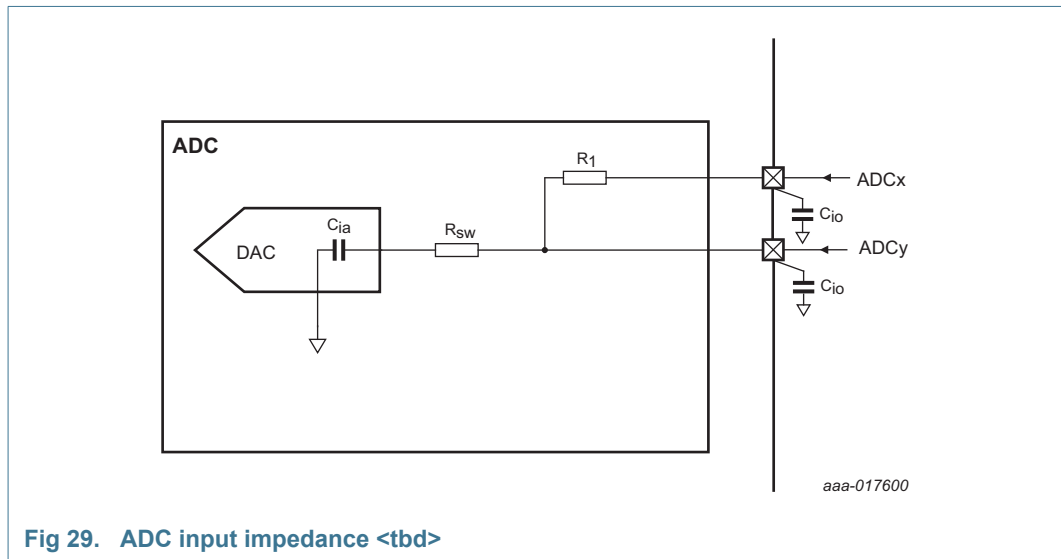 ADC
R1
ADCx
Cio
Cia
Rsw
DAC
ADCy
Cio
aaa-017600
Fig 29. ADC input impedance <tbd>